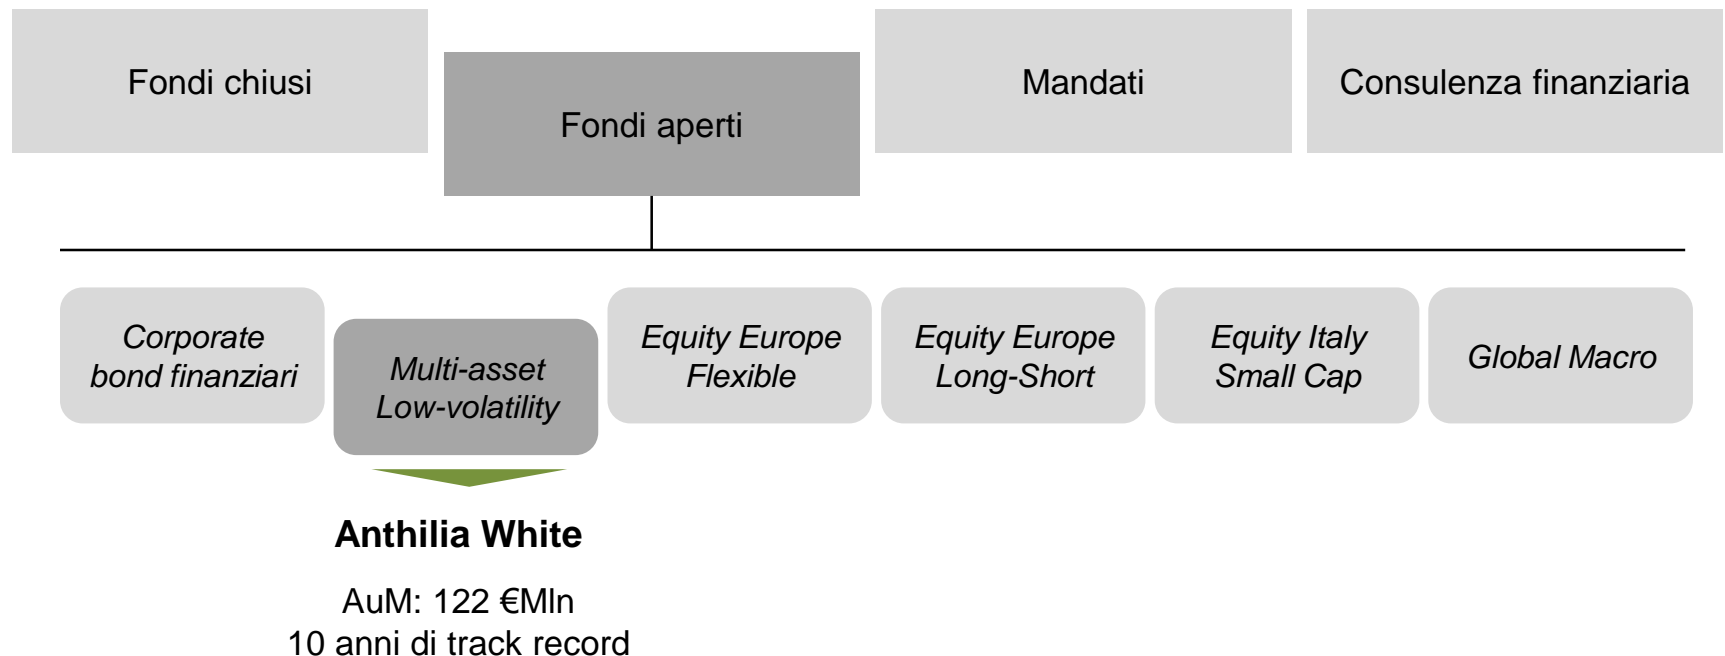 Fondi chiusi
Fondi aperti
Mandati
Consulenza finanziaria
Corporate
bond finanziari
Multi-asset
Low-volatility
Equity Europe
Flexible
Equity Europe
Long-Short
Equity Italy
Small Cap
Global Macro
Anthilia White
AuM: 122 €Mln
10 anni di track record